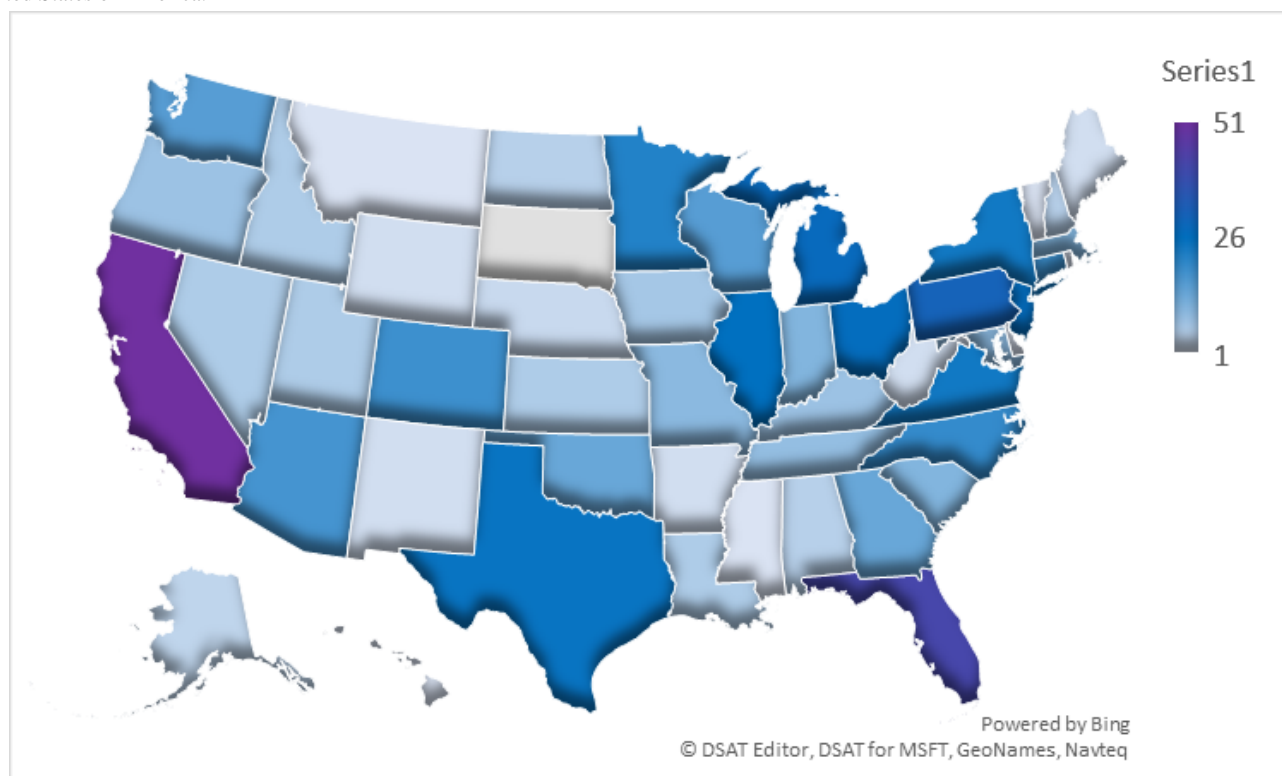 Series1
51
26
1
Powered by Bing
© DSAT Editor, DSAT for MSFT, GeoNames, Navteq